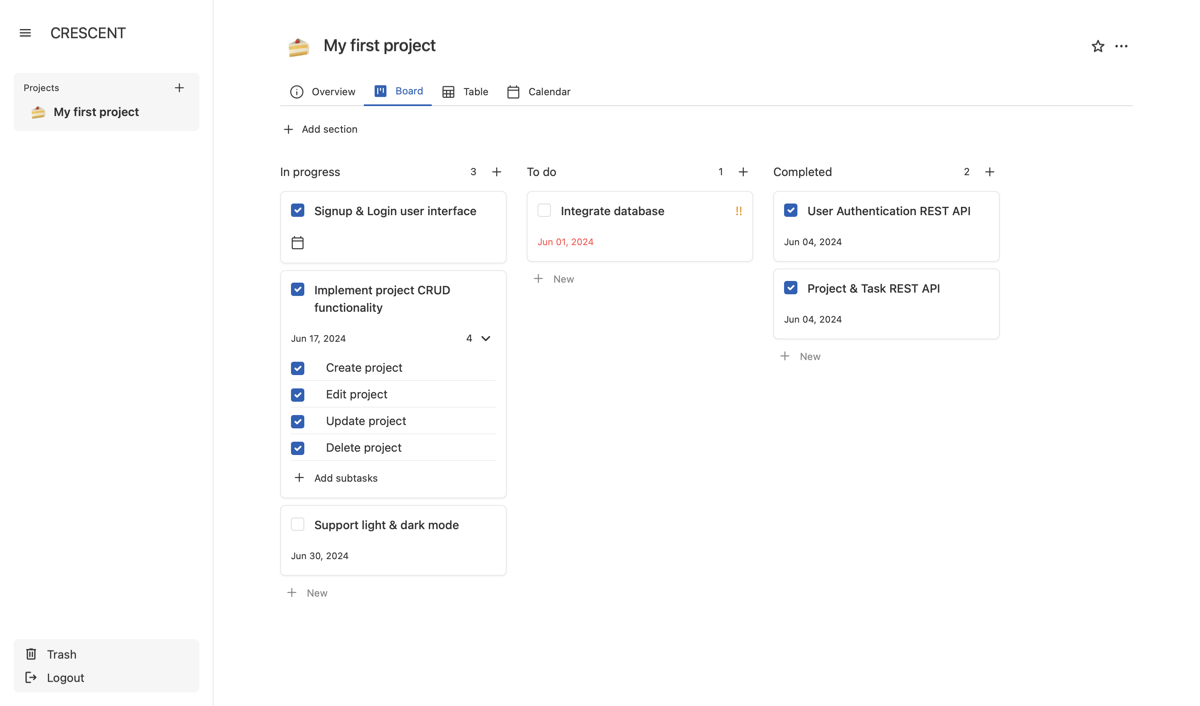 CRESCENT
Projects
My first project
Trash
Logout
My first project
Overview
Board
Table
Calendar
Add section
In progress 3
Signup & Login user interface
Implement project CRUD
functionality
Jun 17, 2024 4
Create project
Edit project
Update project
Delete project
Add subtasks
Support light & dark mode
Jun 30, 2024
New
To do 1
Integrate database !!
Jun 01, 2024
New
Completed 2
User Authentication REST API
Jun 04, 2024
Project & Task REST API
Jun 04, 2024
New